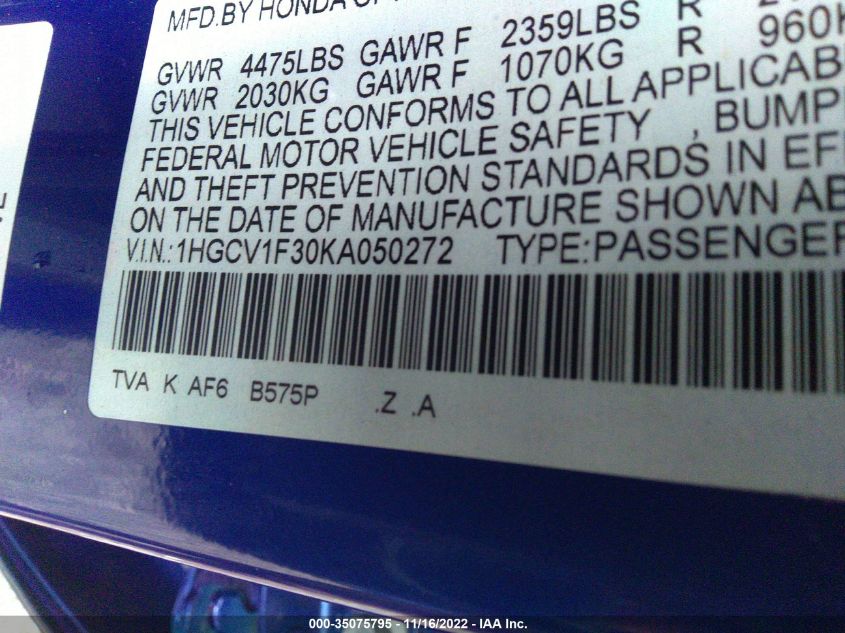 MFD.BY HONDA OF
GVWR 4475LBS GAWR F 2359LBS R
GVWR 2030KG GAWR F 1070KG R 960K
THIS VEHICLE CONFORMS TO ALL APPLICAB
FEDERAL MOTOR VEHICLE SAFETY , BUMP
AND THEFT PREVENTION STANDARDS IN EF
ON THE DATE OF MANUFACTURE SHOWN AB
V.I.N.:1HGCV1F30KA050272 TYPE:PASSENGER
TVA K AF6 B575P .Z .A
000-35075795 - 11/16/2022 - IAA Inc.